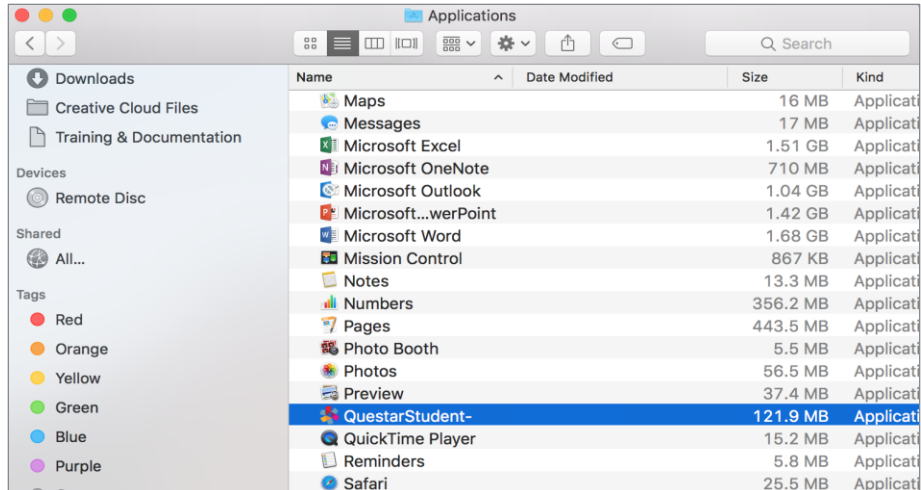 Applications
Search
Downloads
Creative Cloud Files
Training & Documentation
Devices
Remote Disc
Shared
All...
Tags
Red
Orange
Yellow
Green
Blue
Purple
Name Date Modified Size Kind
Maps 16 MB Applicati
Messages 17 MB Applicati
Microsoft Excel 1.51 GB Applicati
Microsoft OneNote 710 MB Applicati
Microsoft Outlook 1.04 GB Applicati
Microsoft...werPoint 1.42 GB Applicati
Microsoft Word 1.68 GB Applicati
Mission Control 867 KB Applicati
Notes 13.3 MB Applicati
Numbers 356.2 MB Applicati
Pages 443.5 MB Applicati
Photo Booth 5.5 MB Applicati
Photos 56.5 MB Applicati
Preview 37.4 MB Applicati
QuestarStudent- 121.9 MB Applicati
QuickTime Player 15.2 MB Applicati
Reminders 5.8 MB Applicati
Safari 25.5 MB Applicati